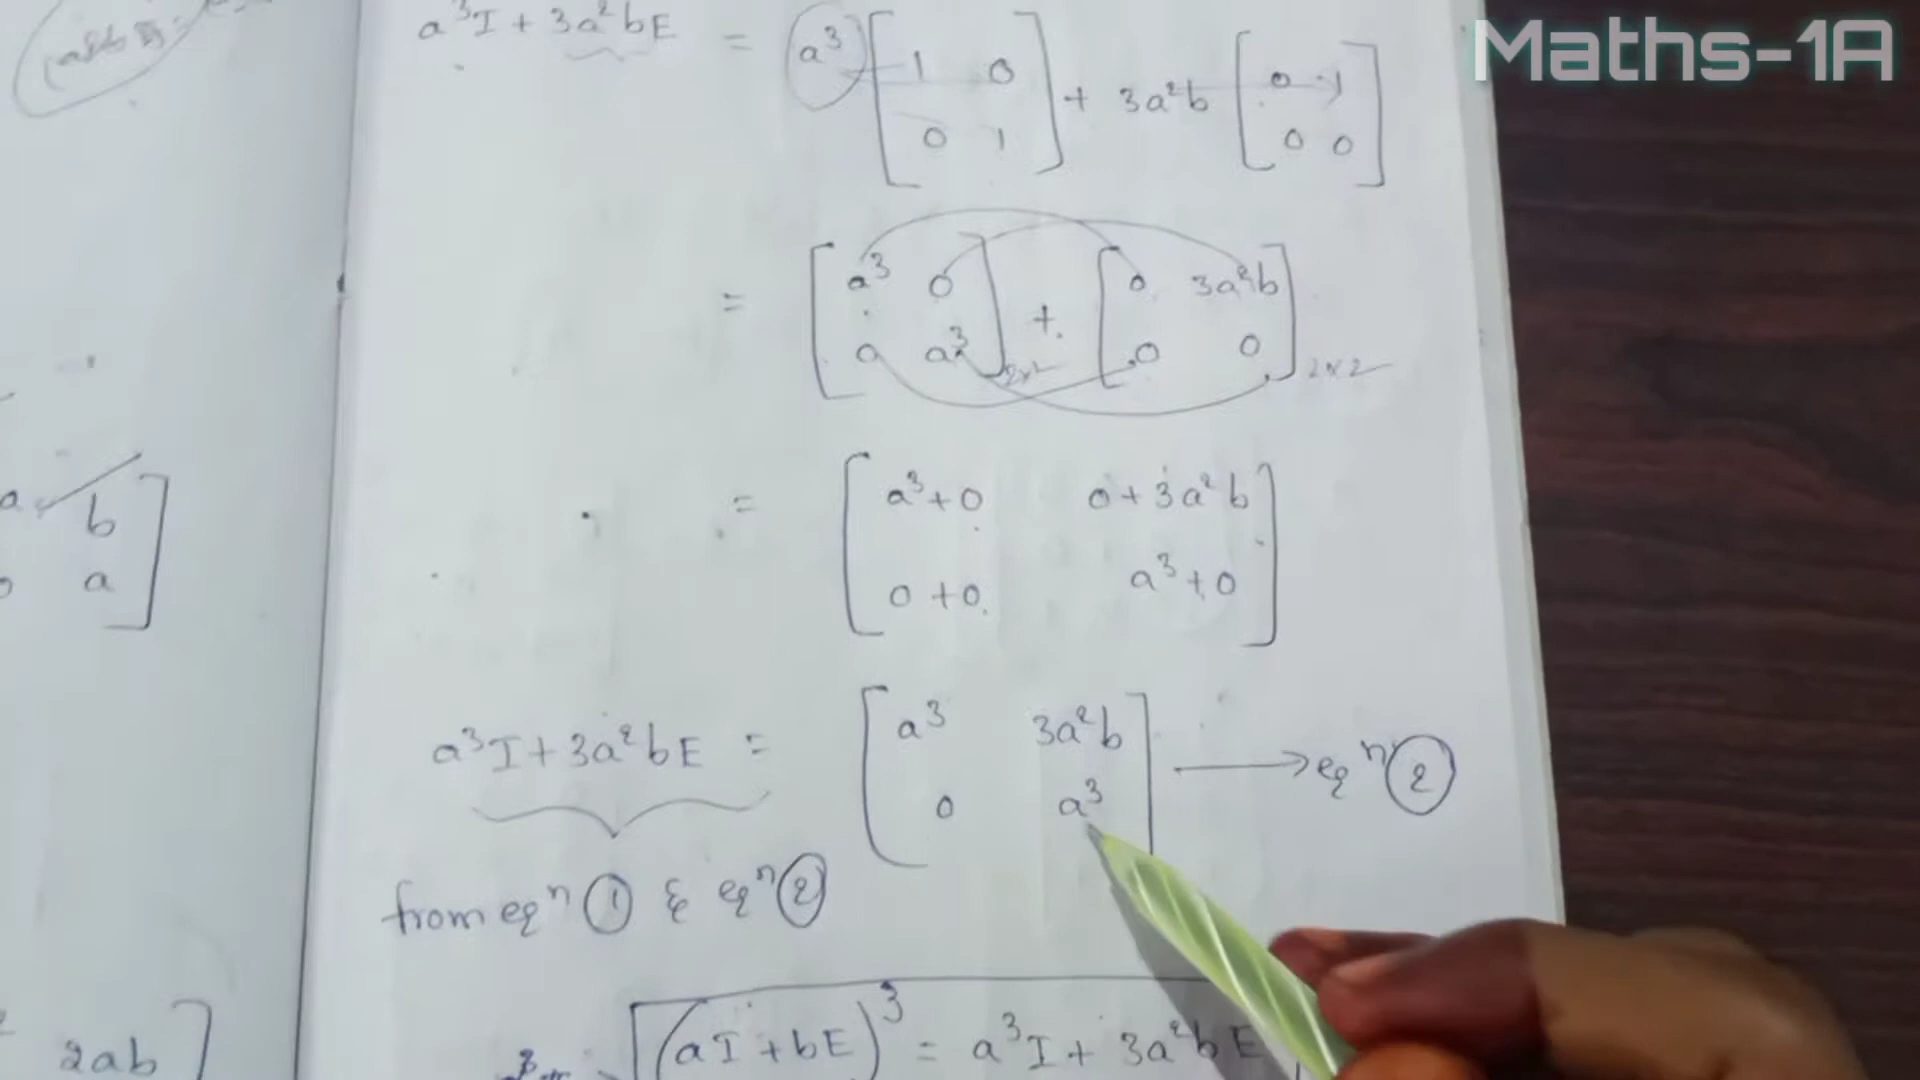 Maths-1A
a³I + 3a²bE = a³ [1 0 0 1] + 3a²b [0 1 0 0]
= [a³ 0 0 a³]2×2 + [0 3a²b 0 0]2×2
= [a³+0 0+3a²b 0+0 a³+0]
a³I + 3a²bE = [a³ 3a²b 0 a³] → eqⁿ ②
from eqⁿ ① & eqⁿ ②
(aI + bE)³ = a³I + 3a²bE
a b
a]
2ab]